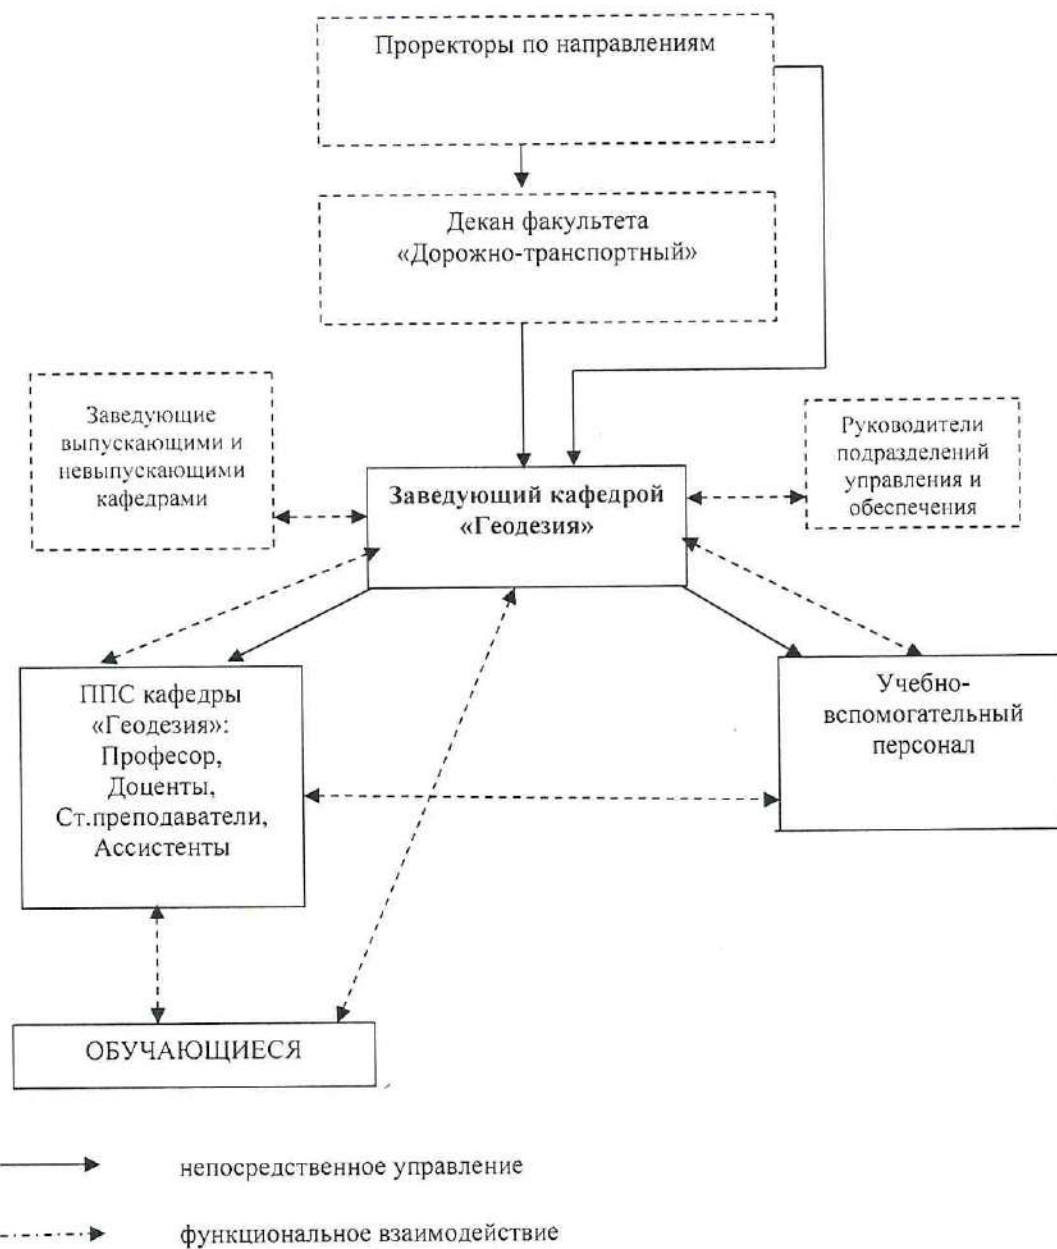 Проректоры по направлениям
Декан факультета
«Дорожно-транспортный»
Заведующие
выпускающими и
невыпускающими
кафедрами
Руководители
подразделений
управления и
обеспечения
Заведующий кафедрой
«Геодезия»
ППС кафедры
«Геодезия»:
Професор,
Доценты,
Ст.преподаватели,
Ассистенты
Учебно-
вспомогательный
персонал
ОБУЧАЮЩИЕСЯ
непосредственное управление
функциональное взаимодействие